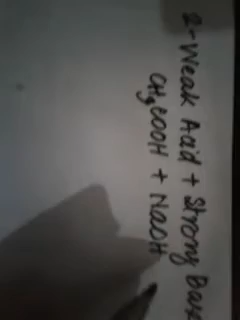 2-Weak Acid + Strong Base
CH3COOH + NaOH